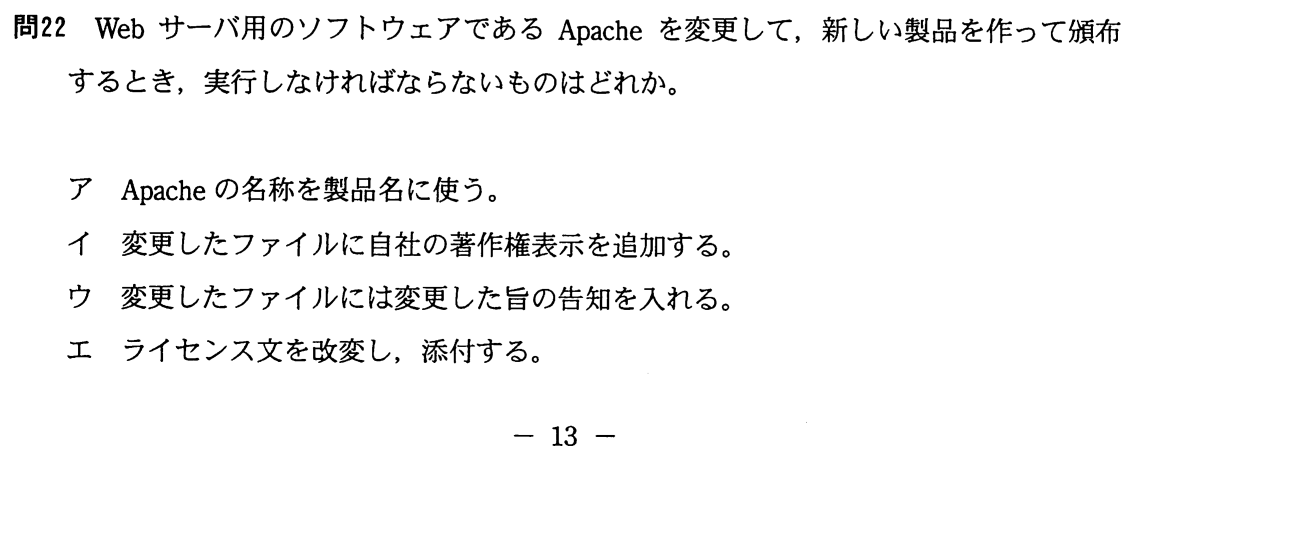 問22 Web サーバ用のソフトウェアである Apache を変更して，新しい製品を作って頒布
するとき，実行しなければならないものはどれか。
ア Apache の名称を製品名に使う。
イ 変更したファイルに自社の著作権表示を追加する。
ウ 変更したファイルには変更した旨の告知を入れる。
エ ライセンス文を改変し，添付する。
－ 13 －